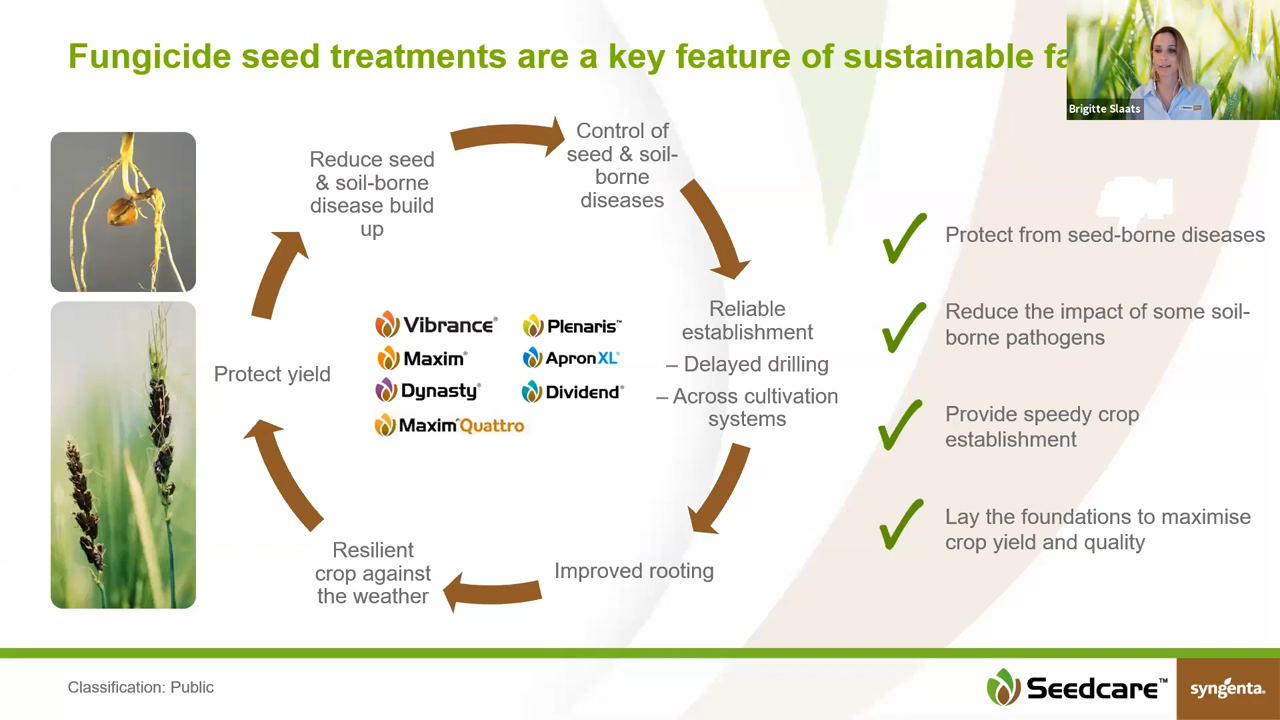 Fungicide seed treatments are a key feature of sustainable fa
Brigitte Slaats
Reduce seed
& soil-borne
disease build
up
Control of
seed & soil-
borne
diseases
Reliable
establishment
– Delayed drilling
– Across cultivation
systems
Improved rooting
Resilient
crop against
the weather
Protect yield
Vibrance®
Plenaris™
Maxim®
Apron XL®
Dynasty®
Dividend®
Maxim® Quattro
Protect from seed-borne diseases
Reduce the impact of some soil-
borne pathogens
Provide speedy crop
establishment
Lay the foundations to maximise
crop yield and quality
Classification: Public
Seedcare™
syngenta®